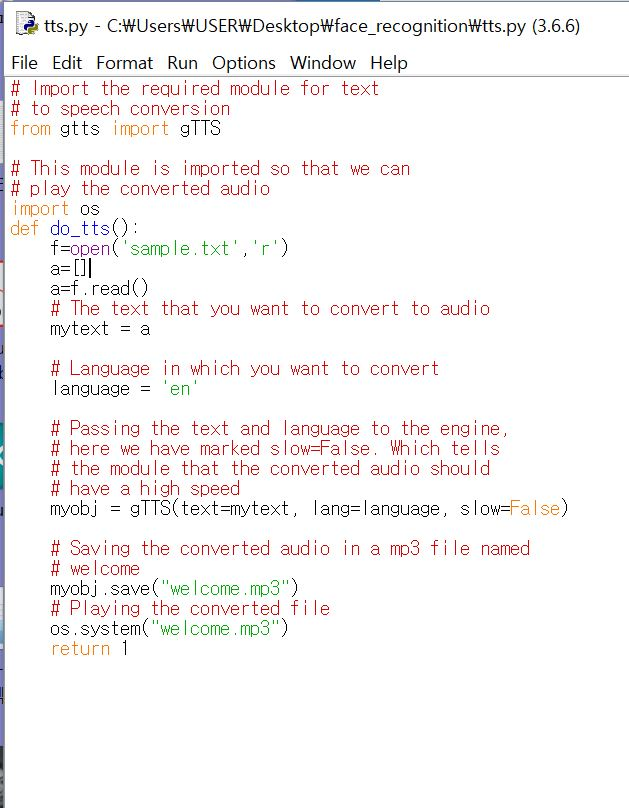 tts.py - C:₩Users₩USER₩Desktop₩face_recognition₩tts.py (3.6.6)
File Edit Format Run Options Window Help
# Import the required module for text
# to speech conversion
from gtts import gTTS
# This module is imported so that we can
# play the converted audio
import os
def do_tts():
    f=open('sample.txt','r')
    a=[]
    a=f.read()
    # The text that you want to convert to audio
    mytext = a
    # Language in which you want to convert
    language = 'en'
    # Passing the text and language to the engine,
    # here we have marked slow=False. Which tells
    # the module that the converted audio should
    # have a high speed
    myobj = gTTS(text=mytext, lang=language, slow=False)
    # Saving the converted audio in a mp3 file named
    # welcome
    myobj.save("welcome.mp3")
    # Playing the converted file
    os.system("welcome.mp3")
    return 1